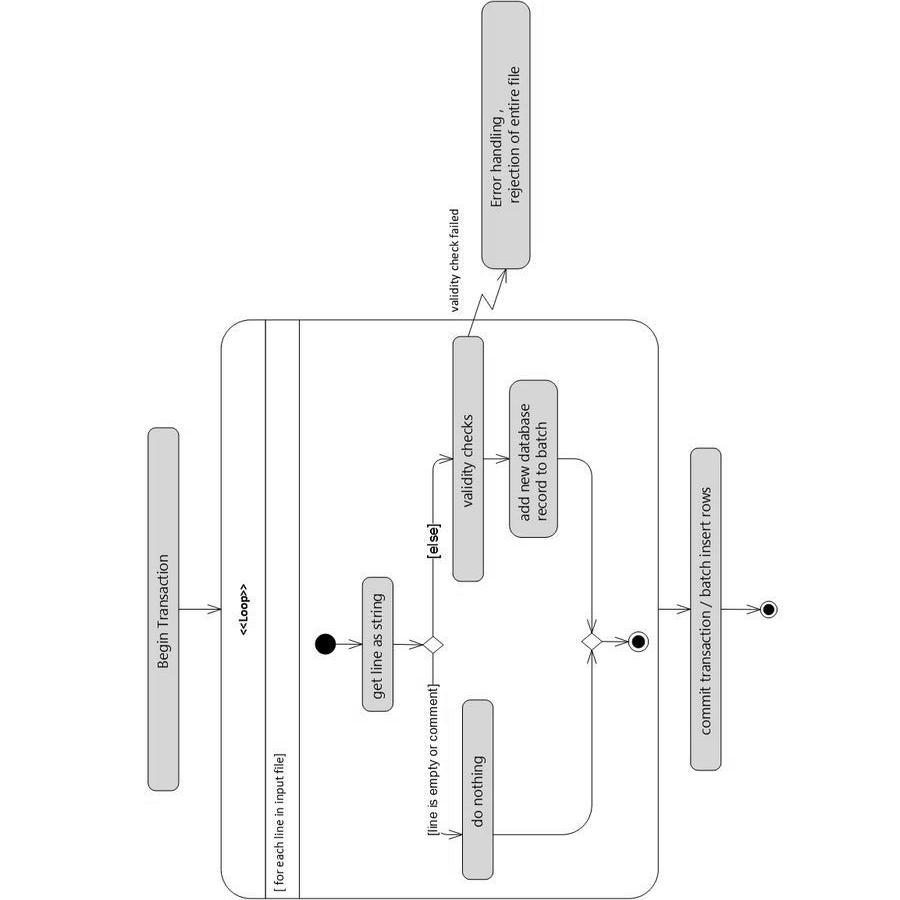 Begin Transaction
<<Loop>>
[ for each line in input file]
get line as string
[line is empty or comment]
[else]
do nothing
validity checks
validity check failed
Error handling ,
rejection of entire file
add new database
record to batch
commit transaction / batch insert rows